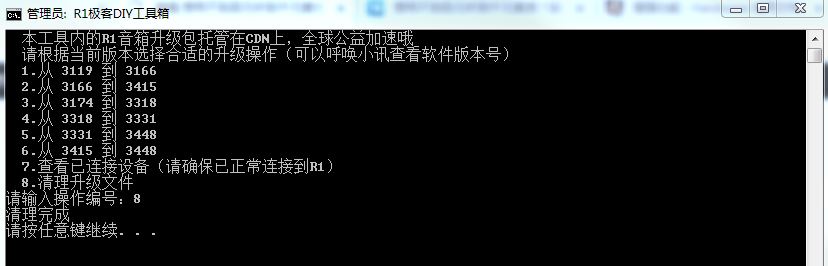 管理员: R1极客DIY工具箱
本工具内的R1音箱升级包托管在CDN上，全球公益加速哦
请根据当前版本选择合适的升级操作（可以呼唤小讯查看软件版本号）
1.从 3119 到 3166
2.从 3166 到 3415
3.从 3174 到 3318
4.从 3318 到 3331
5.从 3331 到 3448
6.从 3415 到 3448
7.查看已连接设备（请确保已正常连接到R1）
8.清理升级文件
请输入操作编号: 8
清理完成
请按任意键继续. . .